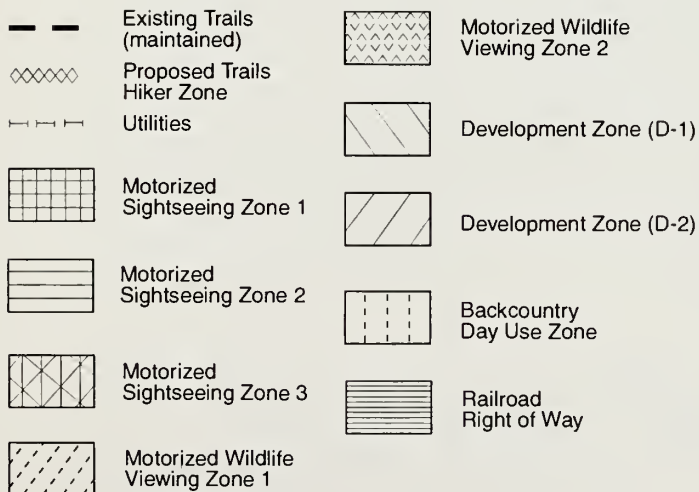 Existing Trails
(maintained)
Proposed Trails
Hiker Zone
Utilities
Motorized
Sightseeing Zone 1
Motorized
Sightseeing Zone 2
Motorized
Sightseeing Zone 3
Motorized Wildlife
Viewing Zone 1
Motorized Wildlife
Viewing Zone 2
Development Zone (D-1)
Development Zone (D-2)
Backcountry
Day Use Zone
Railroad
Right of Way